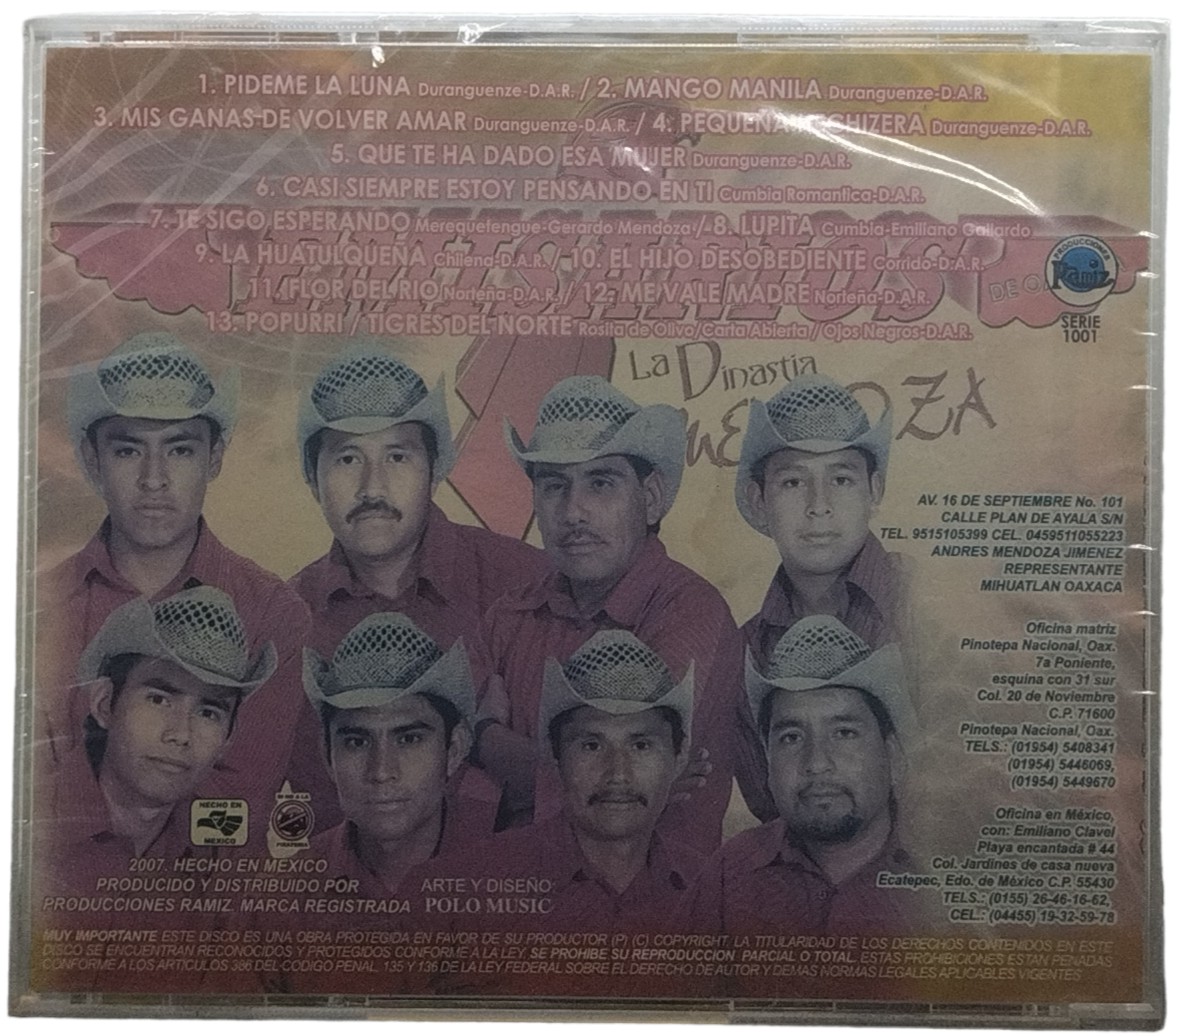 1. PIDEME LA LUNA Duranguenze-D.A.R. / 2. MANGO MANILA Duranguenze-D.A.R.
3. MIS GANAS DE VOLVER AMAR Duranguenze-D.A.R. / 4. PEQUEÑA HECHIZERA Duranguenze-D.A.R.
5. QUE TE HA DADO ESA MUJER Duranguenze-D.A.R.
6. CASI SIEMPRE ESTOY PENSANDO EN TI Cumbia Romantica-D.A.R.
7. TE SIGO ESPERANDO Merequetengue-Gerardo Mendoza / 8. LUPITA Cumbia-Emiliano Gallardo
9. LA HUATULQUEÑA Chilena-D.A.R. / 10. EL HIJO DESOBEDIENTE Corrido-D.A.R.
11. FLOR DEL RIO Norteña-D.A.R. / 12. ME VALE MADRE Norteña-D.A.R.
13. POPURRI / TIGRES DEL NORTE Rosita de Olivo/Carta Abierta / Ojos Negros-D.A.R.
EMISARIOS
PRODUCCIONES
Ramiz
SERIE
1001
La Dinastia
AV. 16 DE SEPTIEMBRE No. 101
CALLE PLAN DE AYALA S/N
TEL. 9515105399 CEL. 0459511055223
ANDRES MENDOZA JIMENEZ
REPRESENTANTE
MIHUATLAN OAXACA
Oficina matriz
Pinotepa Nacional, Oax.
7a Poniente,
esquina con 31 sur
Col. 20 de Noviembre
C.P. 71600
Pinotepa Nacional, Oax.
TELS.: (01954) 5408341
(01954) 5446069,
(01954) 5449670
Oficina en México,
con: Emiliano Clavel
Playa encantada # 44
Col. Jardines de casa nueva
Ecatepec, Edo. de México C.P. 55430
TELS.: (0155) 26-46-16-62,
CEL.: (04455) 19-32-59-78
HECHO EN
MEXICO
DI NO A LA
PIRATERIA
2007. HECHO EN MEXICO
PRODUCIDO Y DISTRIBUIDO POR
PRODUCCIONES RAMIZ. MARCA REGISTRADA
ARTE Y DISEÑO:
POLO MUSIC
MUY IMPORTANTE ESTE DISCO ES UNA OBRA PROTEGIDA EN FAVOR DE SU PRODUCTOR (P) (C) COPYRIGHT. LA TITULARIDAD DE LOS DERECHOS CONTENIDOS EN ESTE
DISCO SE ENCUENTRAN RECONOCIDOS Y PROTEGIDOS CONFORME A LA LEY. SE PROHIBE SU REPRODUCCION PARCIAL O TOTAL. ESTAS PROHIBICIONES ESTAN PENADAS
CONFORME A LOS ARTICULOS 386 DEL CODIGO PENAL, 135 Y 136 DE LA LEY FEDERAL SOBRE EL DERECHO DE AUTOR Y DEMAS NORMAS LEGALES APLICABLES VIGENTES